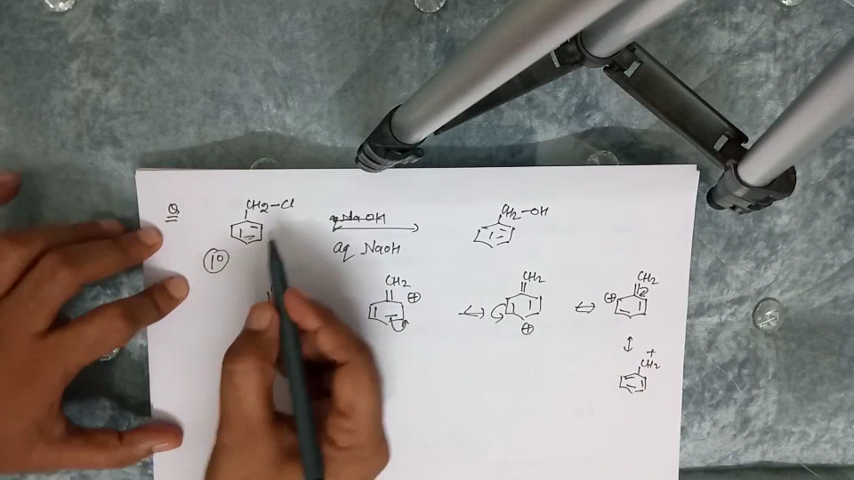 Q
CH2-Cl
aq NaOH
CH2-OH
aq NaOH
1°
CH2
⊕
↔
CH2
⊕
⇔
CH2
⊕
↕
+
CH2